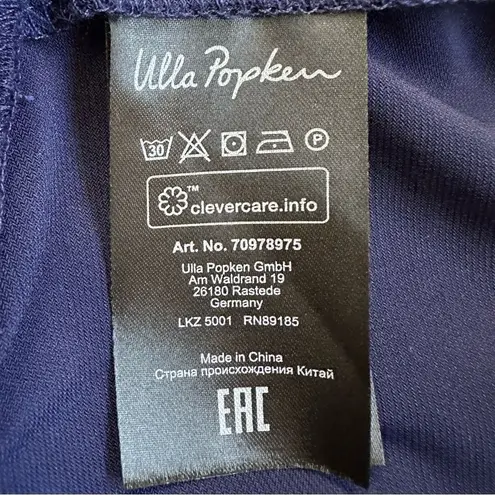 Ulla Popken
30 P
™
clevercare.info
Art. No. 70978975
Ulla Popken GmbH
Am Waldrand 19
26180 Rastede
Germany
LKZ 5001 RN89185
Made in China
Страна происхождения Китай
EAC